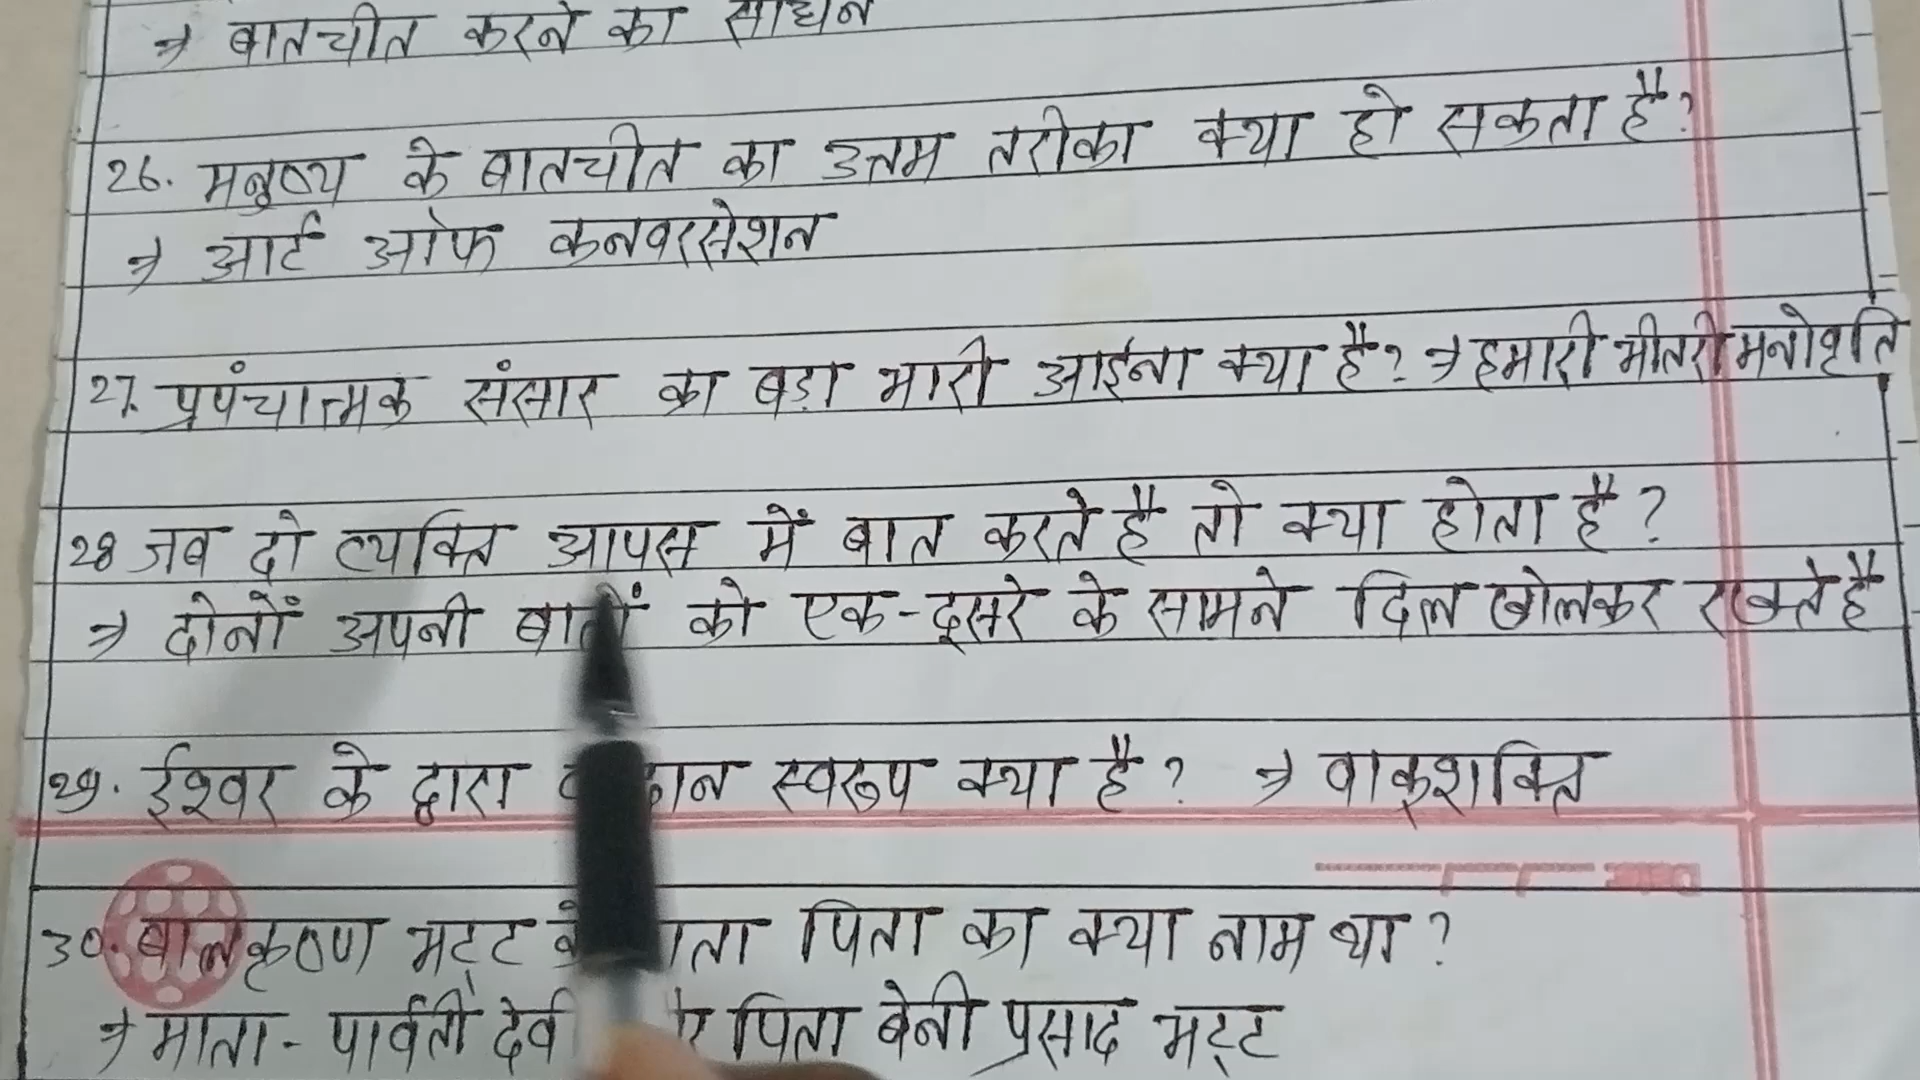 → बातचीत करने का साधन
26. मनुष्य के बातचीत का उत्तम तरीका क्या हो सकता है?
→ आर्ट ऑफ कनवरसेशन
27. प्रपंचात्मक संसार का बड़ा भारी आईना क्या है? → हमारी भीतरी मनोवृति
28 जब दो व्यक्ति आपस में बात करते है तो क्या होता है?
→ दोनों अपनी बातों को एक-दूसरे के सामने दिल खोलकर रखते है
29. ईश्वर के द्वारा स्वरूप क्या है? → वाक्शक्ति
30. बालकृष्ण भट्ट के पिता का क्या नाम था?
→ माता - पार्वती पिता बेनी प्रसाद भट्ट